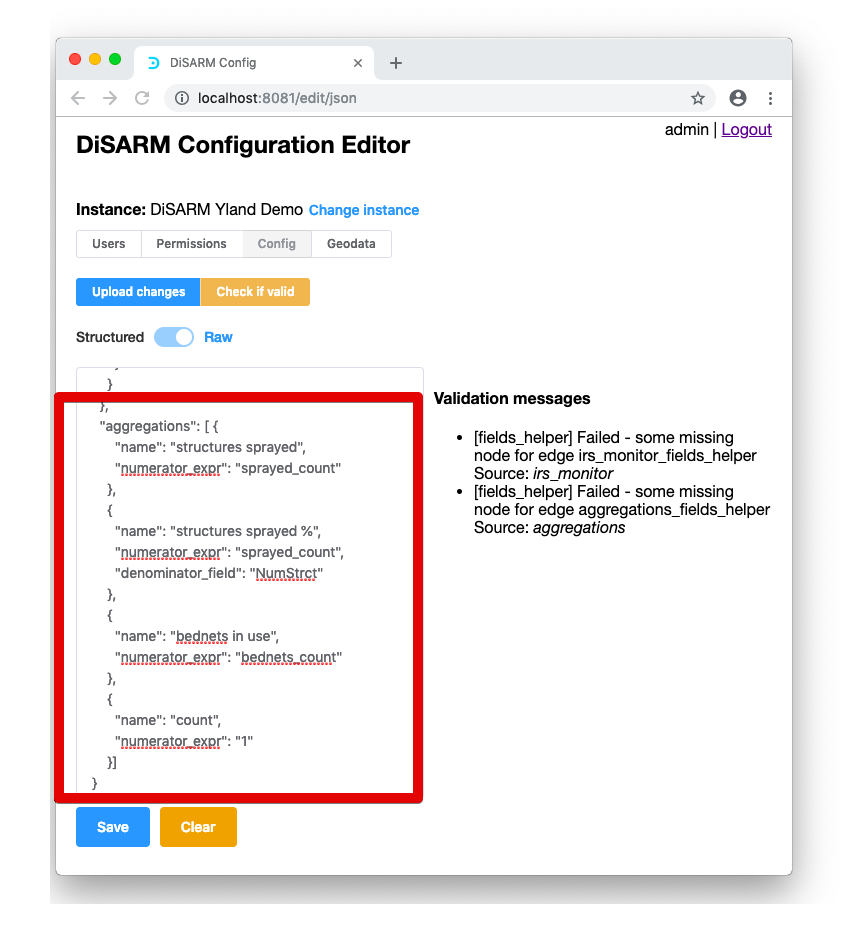 DiSARM Config
localhost:8081/edit/json
admin | Logout
DiSARM Configuration Editor
Instance: DiSARM Yland Demo Change instance
Users Permissions Config Geodata
Upload changes Check if valid
Structured Raw
}
},
"aggregations": [ {
"name": "structures sprayed",
"numerator_expr": "sprayed_count"
},
{
"name": "structures sprayed %",
"numerator_expr": "sprayed_count",
"denominator_field": "NumStrct"
},
{
"name": "bednets in use",
"numerator_expr": "bednets_count"
},
{
"name": "count",
"numerator_expr": "1"
}]
}
Validation messages
• [fields_helper] Failed - some missing
node for edge irs_monitor_fields_helper
Source: irs_monitor
• [fields_helper] Failed - some missing
node for edge aggregations_fields_helper
Source: aggregations
Save Clear